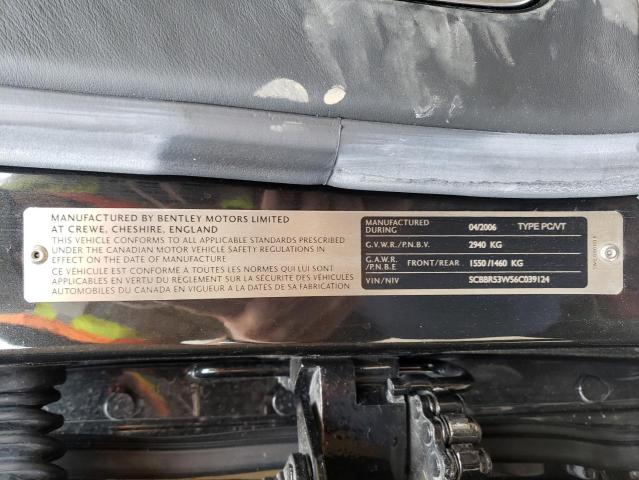 MANUFACTURED BY BENTLEY MOTORS LIMITED
AT CREWE, CHESHIRE, ENGLAND
THIS VEHICLE CONFORMS TO ALL APPLICABLE STANDARDS PRESCRIBED
UNDER THE CANADIAN MOTOR VEHICLE SAFETY REGULATIONS IN
EFFECT ON THE DATE OF MANUFACTURE
CE VÉHICULE EST CONFORME A TOUTES LES NORMES QUI LUI SONT
APPLICABLES EN VERTU DU REGLEMENT SUR LA SECURITE DES VÉHICULES
AUTOMOBILES DU CANADA EN VIGUEUR A LA DATES DE SA FABRICATION
MANUFACTURED DURING 04/2006 TYPE PC/VT
G.V.W.R./P.N.B.V. 2940 KG
G.A.W.R. /P.N.B.E FRONT/REAR 1550 /1460 KG
VIN/NIV SCBBR53W56C039124